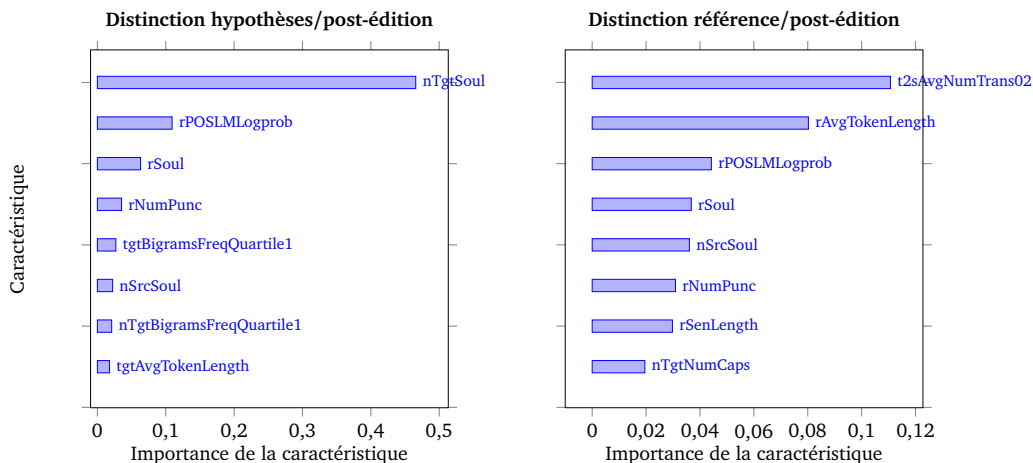 Distinction hypothèses/post-édition
Caractéristique
nTgtSoul
rPOSLMLogprob
rSoul
rNumPunc
tgtBigramsFreqQuartile1
nSrcSoul
nTgtBigramsFreqQuartile1
tgtAvgTokenLength
0 0,1 0,2 0,3 0,4 0,5
Importance de la caractéristique
Distinction référence/post-édition
t2sAvgNumTrans02
rAvgTokenLength
rPOSLMLogprob
rSoul
nSrcSoul
rNumPunc
rSenLength
nTgtNumCaps
0 0,02 0,04 0,06 0,08 0,1 0,12
Importance de la caractéristique